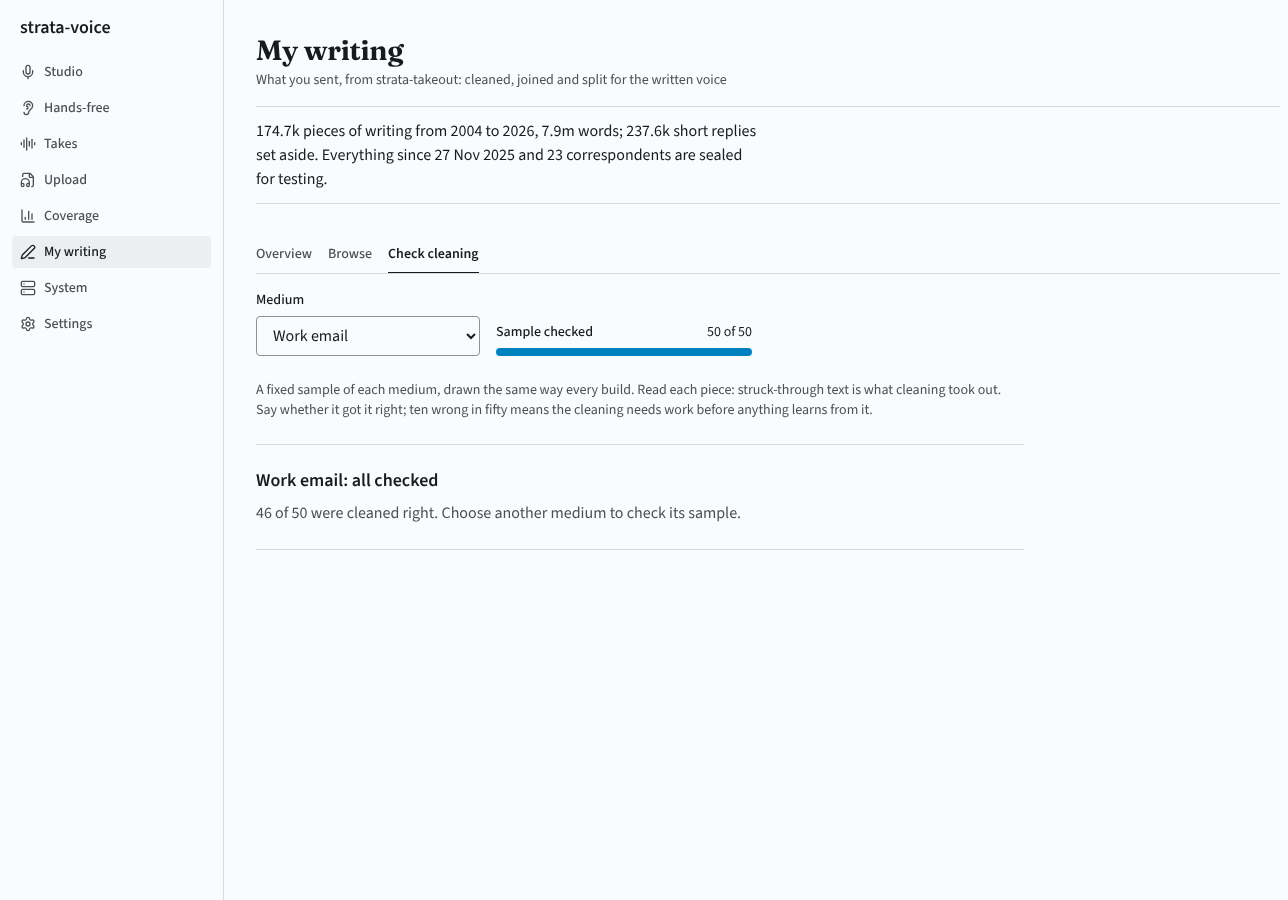 strata-voice
Studio
Hands-free
Takes
Upload
Coverage
My writing
System
Settings
My writing
What you sent, from strata-takeout: cleaned, joined and split for the written voice
174.7k pieces of writing from 2004 to 2026, 7.9m words; 237.6k short replies
set aside. Everything since 27 Nov 2025 and 23 correspondents are sealed
for testing.
Overview Browse Check cleaning
Medium
Work email
Sample checked 50 of 50
A fixed sample of each medium, drawn the same way every build. Read each piece: struck-through text is what cleaning took out.
Say whether it got it right; ten wrong in fifty means the cleaning needs work before anything learns from it.
Work email: all checked
46 of 50 were cleaned right. Choose another medium to check its sample.